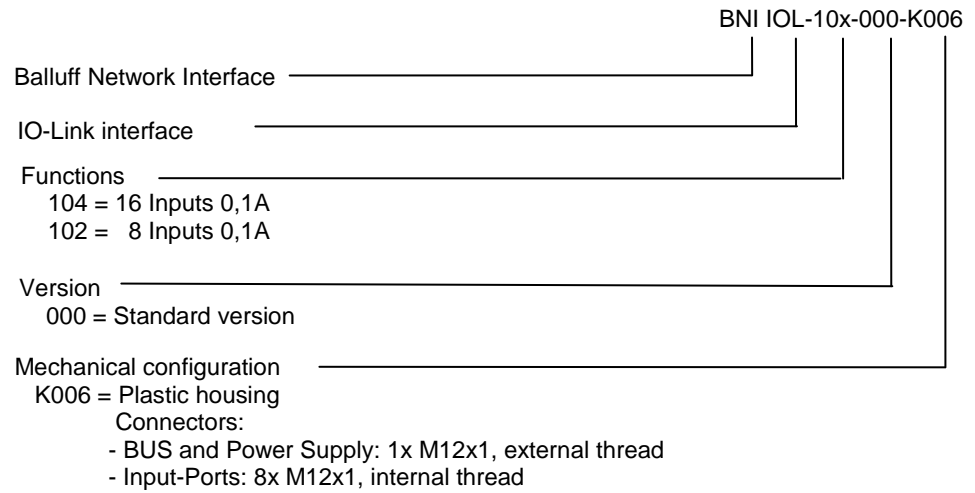 BNI IOL-10x-000-K006
Balluff Network Interface
IO-Link interface
Functions
104 = 16 Inputs 0,1A
102 = 8 Inputs 0,1A
Version
000 = Standard version
Mechanical configuration
K006 = Plastic housing
Connectors:
- BUS and Power Supply: 1x M12x1, external thread
- Input-Ports: 8x M12x1, internal thread